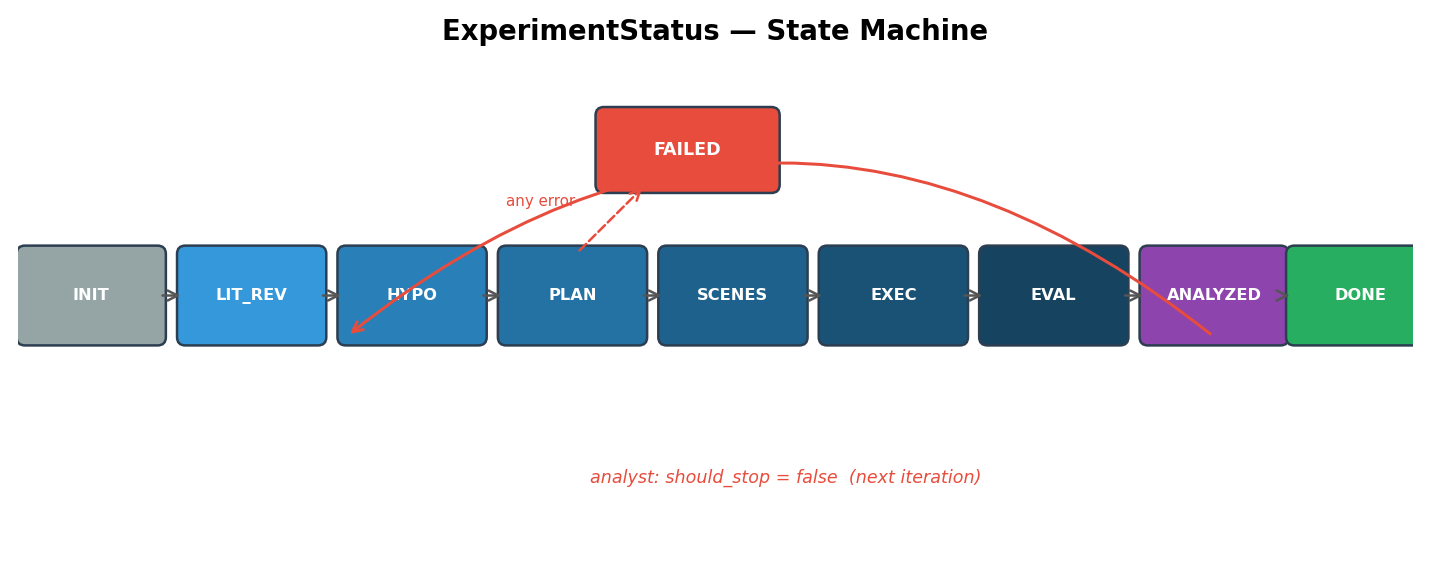 ExperimentStatus — State Machine
FAILED
any error
INIT
LIT_REV
HYPO
PLAN
SCENES
EXEC
EVAL
ANALYZED
DONE
analyst: should_stop = false  (next iteration)